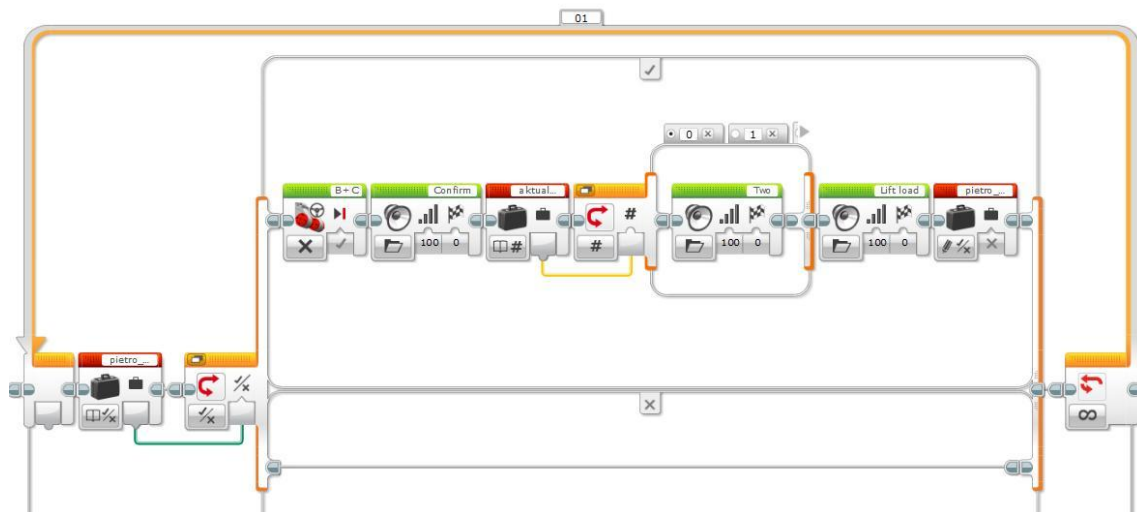 01
0 1
B + C Confirm aktual... # Two Lift load pietro_...
100 0 # # 100 0 100 0
pietro_...
∞